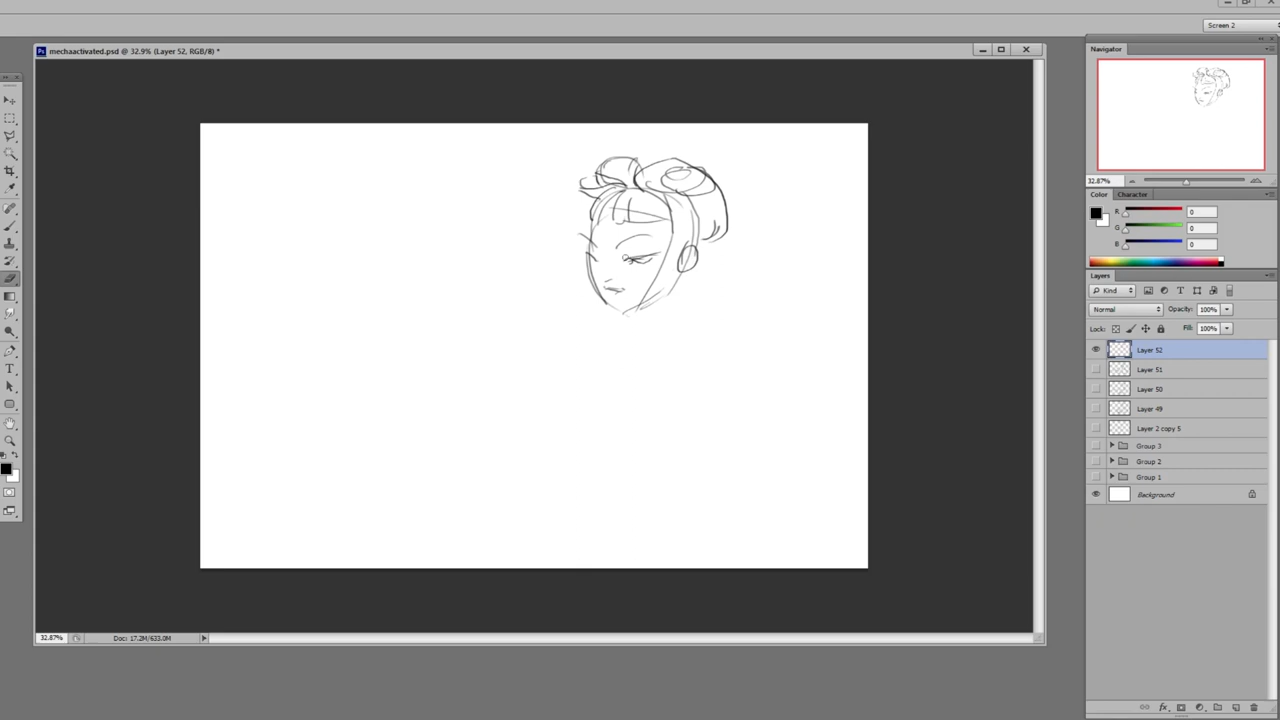 Screen 2
mechaactivated.psd @ 32.9% (Layer 52, RGB/8) *
Navigator
32.87%
Color
Character
R
0
G
0
B
0
Layers
Kind
Normal
Opacity:
100%
Lock:
Fill:
100%
Layer 52
Layer 51
Layer 50
Layer 49
Layer 2 copy 5
Group 3
Group 2
Group 1
Background
32.87%
Doc: 17.2M/633.0M